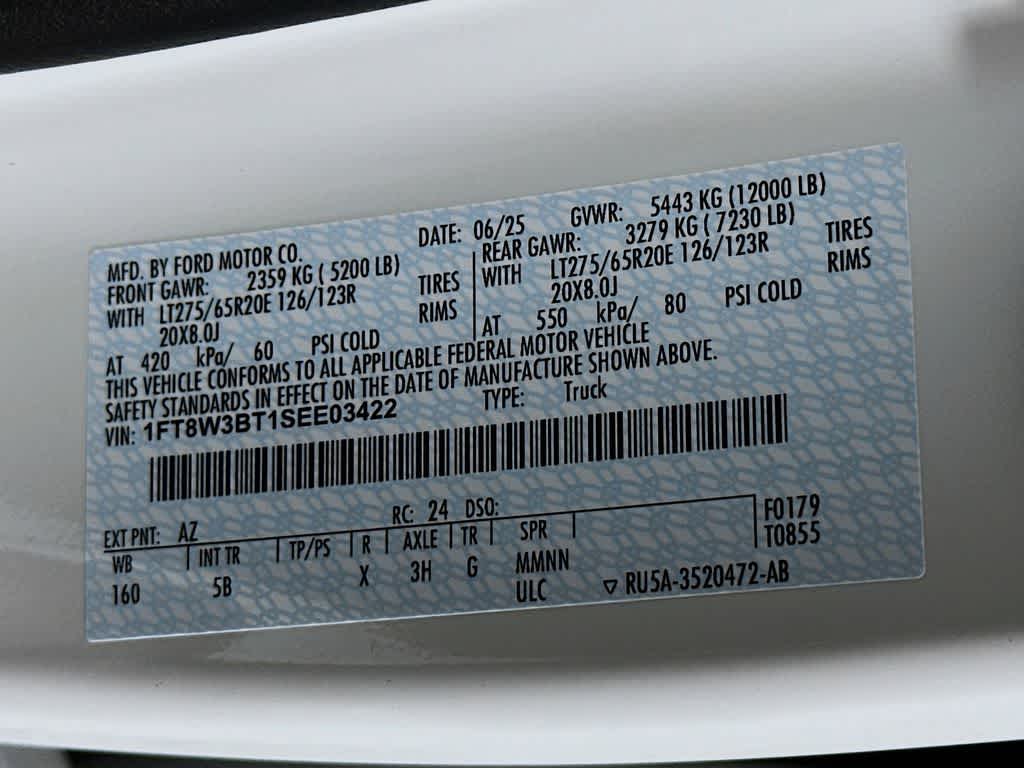 MFD. BY FORD MOTOR CO. DATE: 06/25 GVWR: 5443 KG (12000 LB)
FRONT GAWR: 2359 KG ( 5200 LB) REAR GAWR: 3279 KG ( 7230 LB)
WITH LT275/65R20E 126/123R TIRES WITH LT275/65R20E 126/123R TIRES
20X8.0J RIMS 20X8.0J RIMS
AT 420 kPa/ 60 PSI COLD AT 550 kPa/ 80 PSI COLD
THIS VEHICLE CONFORMS TO ALL APPLICABLE FEDERAL MOTOR VEHICLE
SAFETY STANDARDS IN EFFECT ON THE DATE OF MANUFACTURE SHOWN ABOVE.
VIN: 1FT8W3BT1SEE03422 TYPE: Truck
EXT PNT: AZ RC: 24 DSO: F0179
WB INT TR TP/PS R AXLE TR SPR T0855
160 5B X 3H G MMNN
ULC ▽ RU5A-3520472-AB